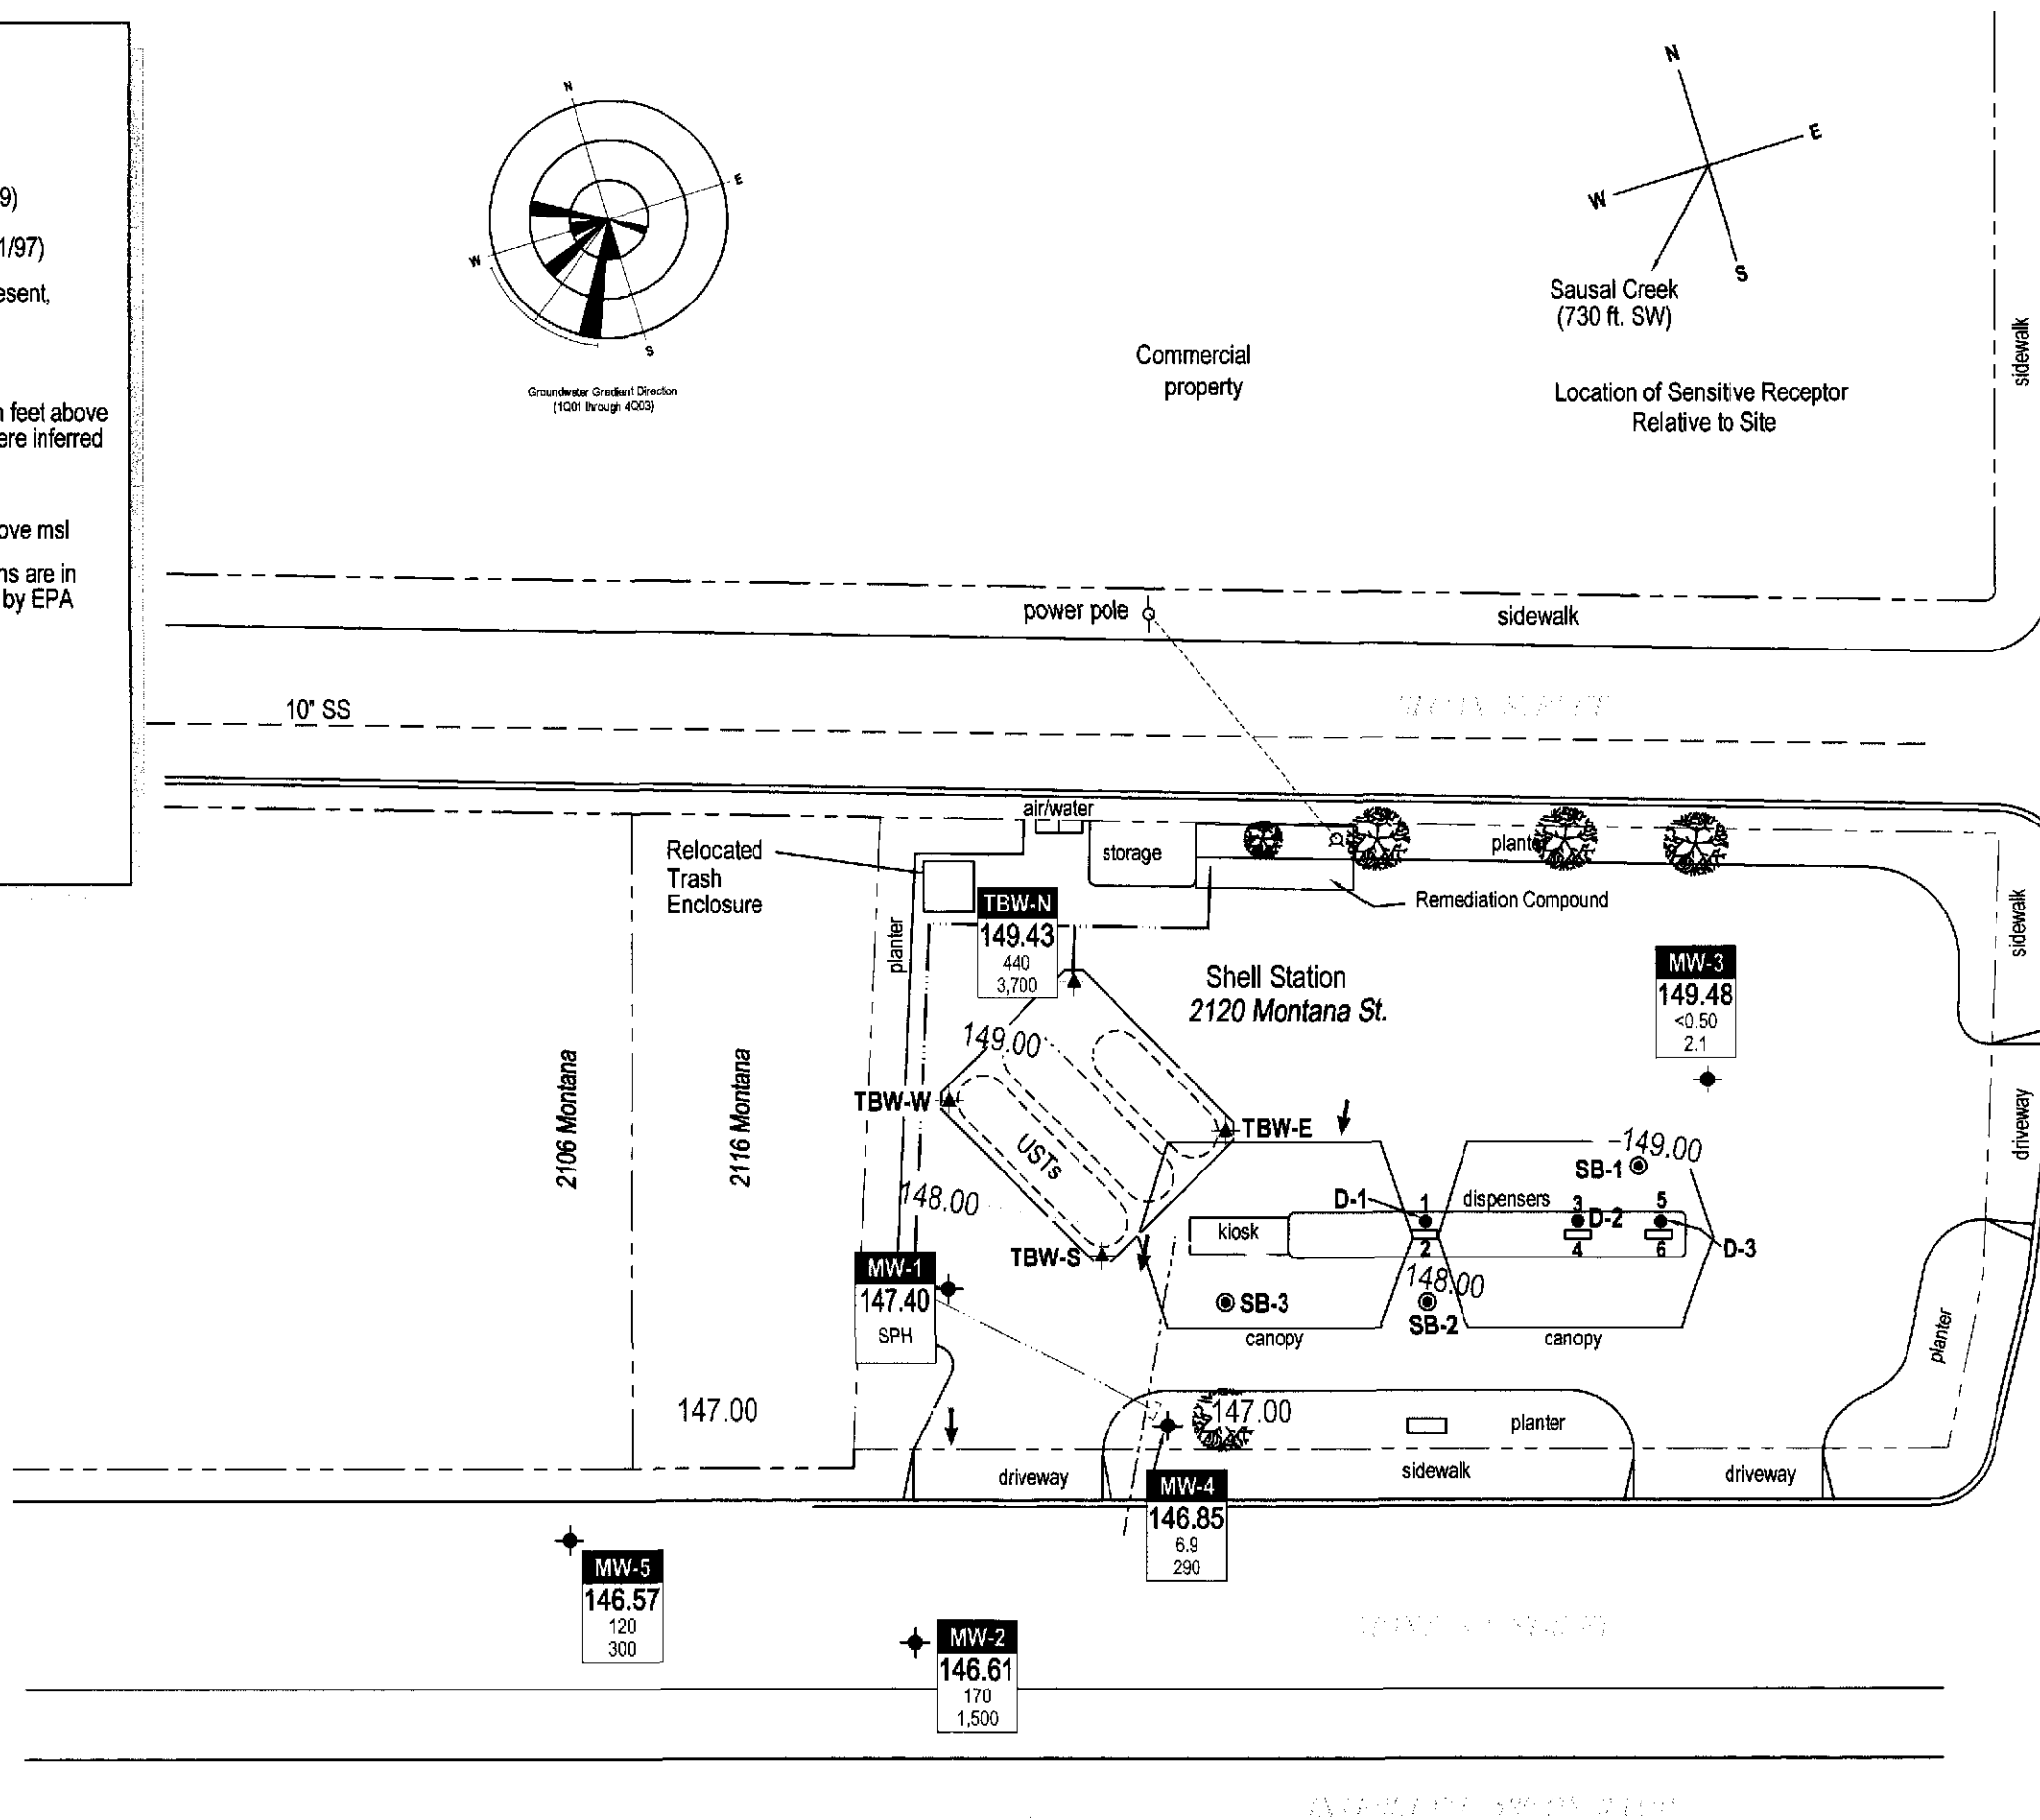 9)
1/97)
esent,
n feet above
ere inferred
ove msl
ns are in
by EPA
N
E
W
S
Groundwater Gradient Direction
(1Q01 through 4Q03)
Commercial
property
N
E
W
S
Sausal Creek
(730 ft. SW)
Location of Sensitive Receptor
Relative to Site
sidewalk
power pole
sidewalk
10" SS
air/water
storage
planter
Relocated
Trash
Enclosure
Remediation Compound
sidewalk
planter
TBW-N
149.43
440
3,700
Shell Station
2120 Montana St.
MW-3
149.48
<0.50
2.1
149.00
2106 Montana
2116 Montana
TBW-W
USTs
TBW-E
driveway
149.00
SB-1
148.00
D-1
1
dispensers
3
D-2
5
kiosk
2
4
6
D-3
TBW-S
MW-1
147.40
SPH
148.00
SB-3
SB-2
canopy
canopy
planter
147.00
147.00
planter
driveway
sidewalk
driveway
MW-4
146.85
6.9
290
MW-5
146.57
120
300
MW-2
146.61
170
1,500